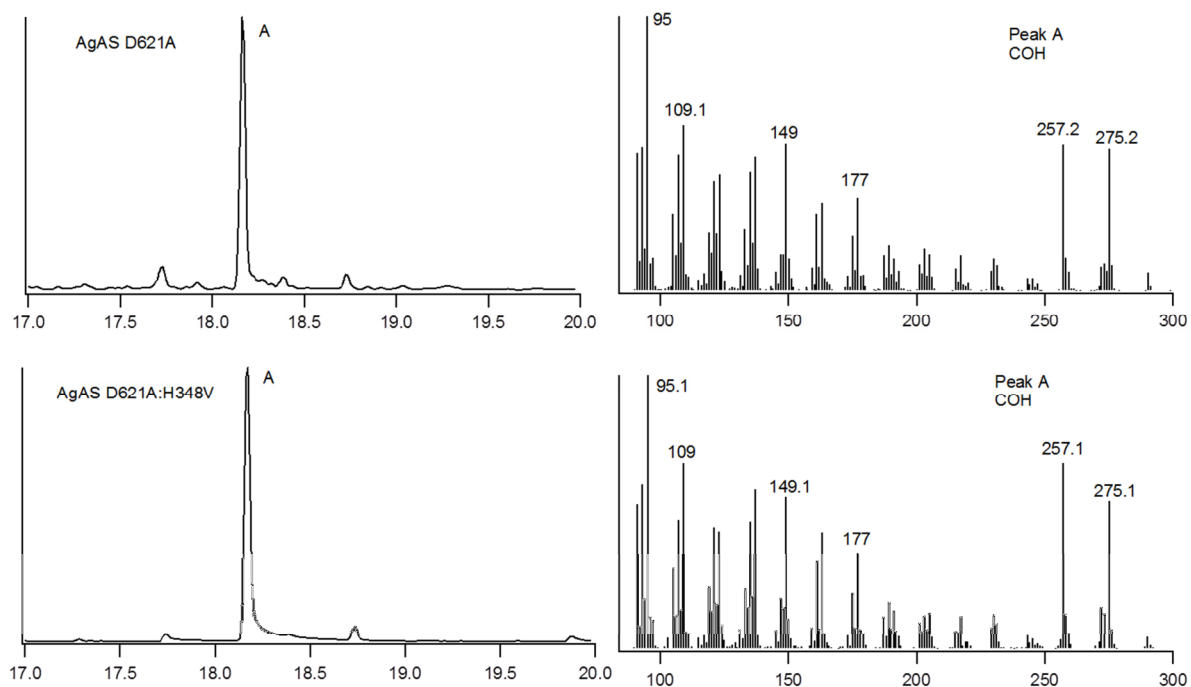 AgAS D621A
A
17.0 17.5 18.0 18.5 19.0 19.5 20.0
95
Peak A
COH
109.1
149
177
257.2
275.2
100 150 200 250 300
AgAS D621A:H348V
A
17.0 17.5 18.0 18.5 19.0 19.5 20.0
95.1
Peak A
COH
109
149.1
177
257.1
275.1
100 150 200 250 300